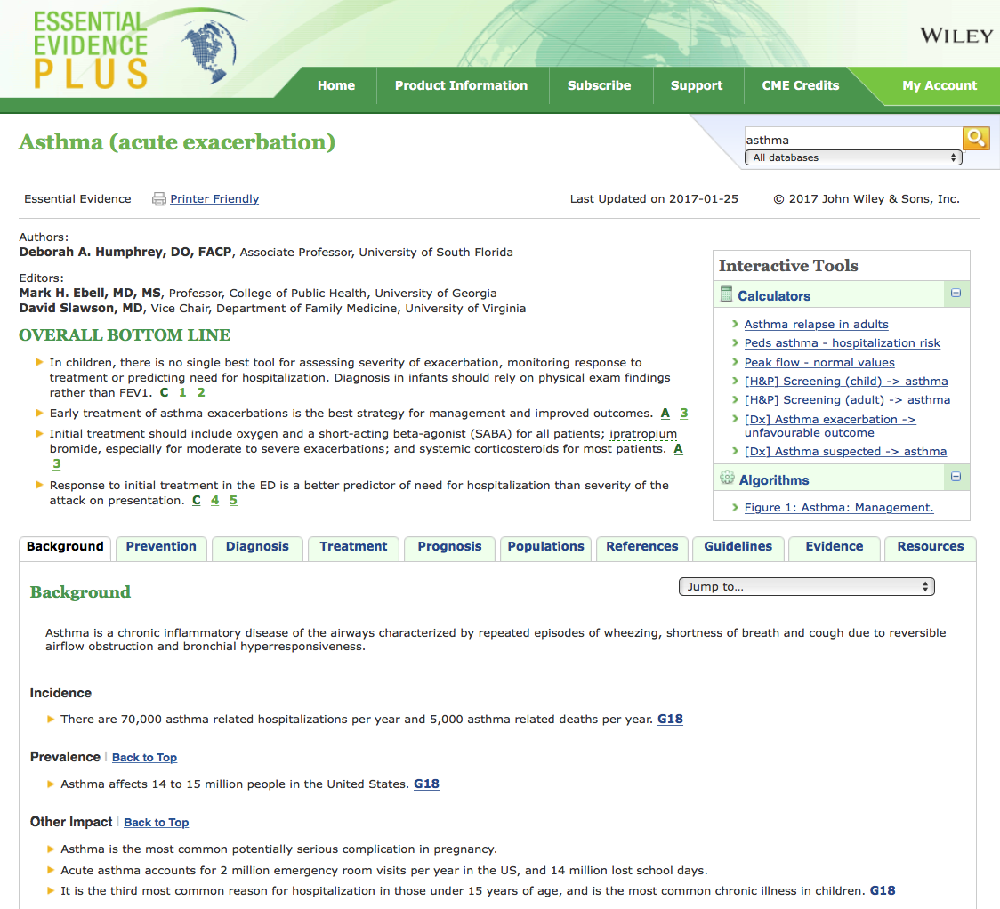 ESSENTIAL
EVIDENCE
PLUS
WILEY
Home
Product Information
Subscribe
Support
CME Credits
My Account
Asthma (acute exacerbation)
asthma
All databases
Essential Evidence
Printer Friendly
Last Updated on 2017-01-25
© 2017 John Wiley & Sons, Inc.
Authors:
Deborah A. Humphrey, DO, FACP, Associate Professor, University of South Florida
Editors:
Mark H. Ebell, MD, MS, Professor, College of Public Health, University of Georgia
David Slawson, MD, Vice Chair, Department of Family Medicine, University of Virginia
OVERALL BOTTOM LINE
In children, there is no single best tool for assessing severity of exacerbation, monitoring response to
treatment or predicting need for hospitalization. Diagnosis in infants should rely on physical exam findings
rather than FEV1. C 1 2
Early treatment of asthma exacerbations is the best strategy for management and improved outcomes. A 3
Initial treatment should include oxygen and a short-acting beta-agonist (SABA) for all patients; ipratropium
bromide, especially for moderate to severe exacerbations; and systemic corticosteroids for most patients. A
3
Response to initial treatment in the ED is a better predictor of need for hospitalization than severity of the
attack on presentation. C 4 5
Interactive Tools
Calculators
Asthma relapse in adults
Peds asthma - hospitalization risk
Peak flow - normal values
[H&P] Screening (child) -> asthma
[H&P] Screening (adult) -> asthma
[Dx] Asthma exacerbation ->
unfavourable outcome
[Dx] Asthma suspected -> asthma
Algorithms
Figure 1: Asthma: Management.
Background
Prevention
Diagnosis
Treatment
Prognosis
Populations
References
Guidelines
Evidence
Resources
Background
Jump to...
Asthma is a chronic inflammatory disease of the airways characterized by repeated episodes of wheezing, shortness of breath and cough due to reversible
airflow obstruction and bronchial hyperresponsiveness.
Incidence
There are 70,000 asthma related hospitalizations per year and 5,000 asthma related deaths per year. G18
Prevalence | Back to Top
Asthma affects 14 to 15 million people in the United States. G18
Other Impact | Back to Top
Asthma is the most common potentially serious complication in pregnancy.
Acute asthma accounts for 2 million emergency room visits per year in the US, and 14 million lost school days.
It is the third most common reason for hospitalization in those under 15 years of age, and is the most common chronic illness in children. G18